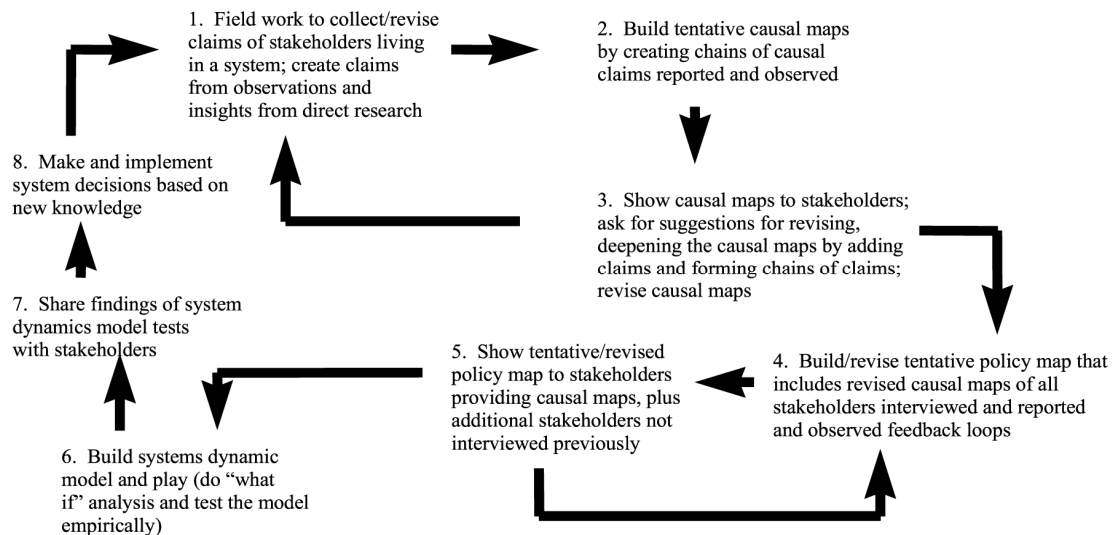 1.  Field work to collect/revise
claims of stakeholders living
in a system; create claims
from observations and
insights from direct research
2.  Build tentative causal maps
by creating chains of causal
claims reported and observed
3.  Show causal maps to stakeholders;
ask for suggestions for revising,
deepening the causal maps by adding
claims and forming chains of claims;
revise causal maps
4.  Build/revise tentative policy map that
includes revised causal maps of all
stakeholders interviewed and reported
and observed feedback loops
5.  Show tentative/revised
policy map to stakeholders
providing causal maps, plus
additional stakeholders not
interviewed previously
6.  Build systems dynamic
model and play (do “what
if” analysis and test the model
empirically)
7.  Share findings of system
dynamics model tests
with stakeholders
8.  Make and implement
system decisions based on
new knowledge